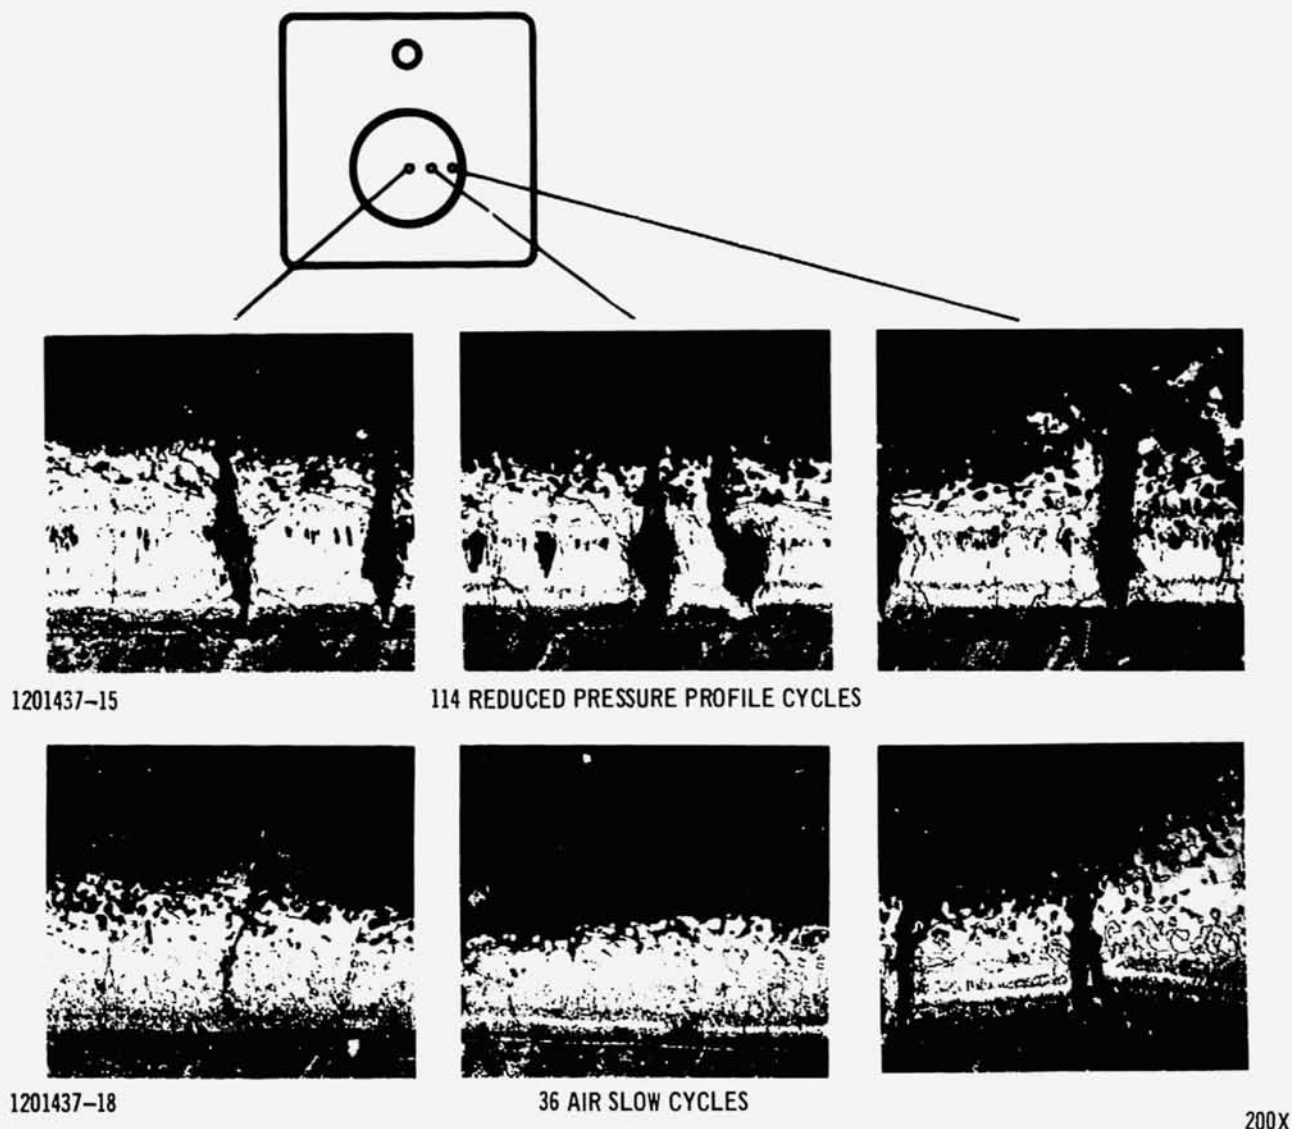 1201437-15
114 REDUCED PRESSURE PROFILE CYCLES
1201437-18
36 AIR SLOW CYCLES
200X